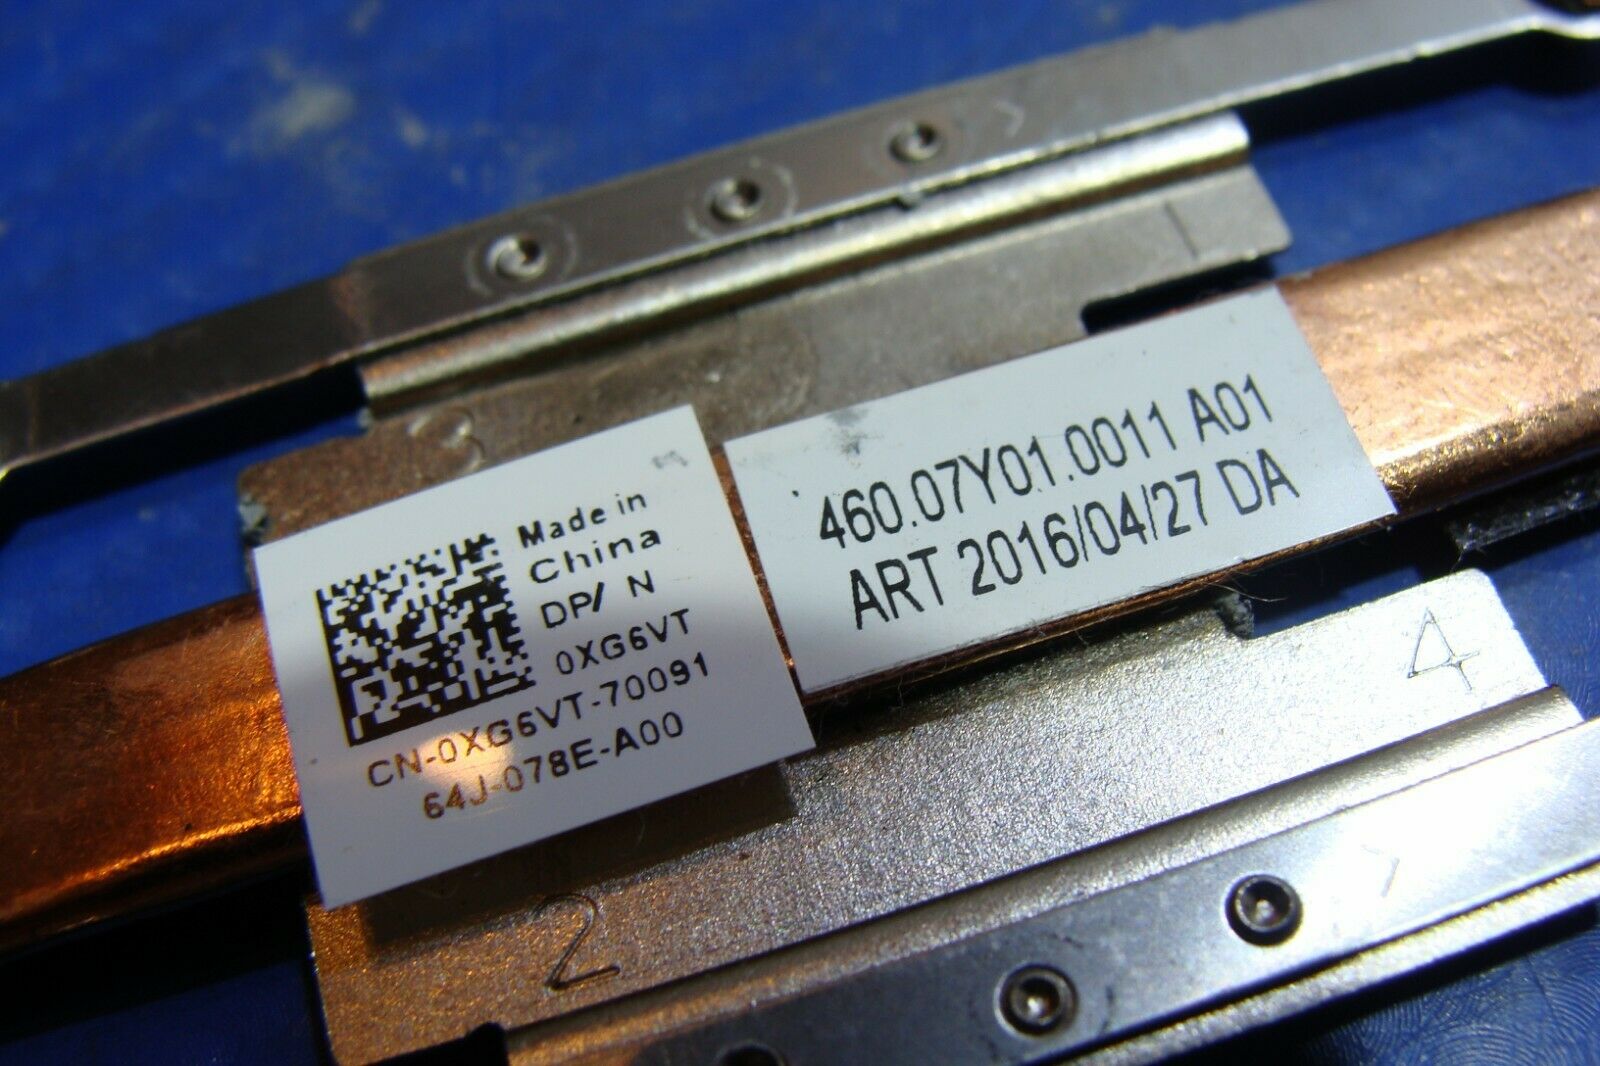 3
1
Made in
China
DP/ N
0XG6VT
CN-0XG6VT-70091
64J-078E-A00
460.07Y01.0011 A01
ART 2016/04/27 DA
4
2